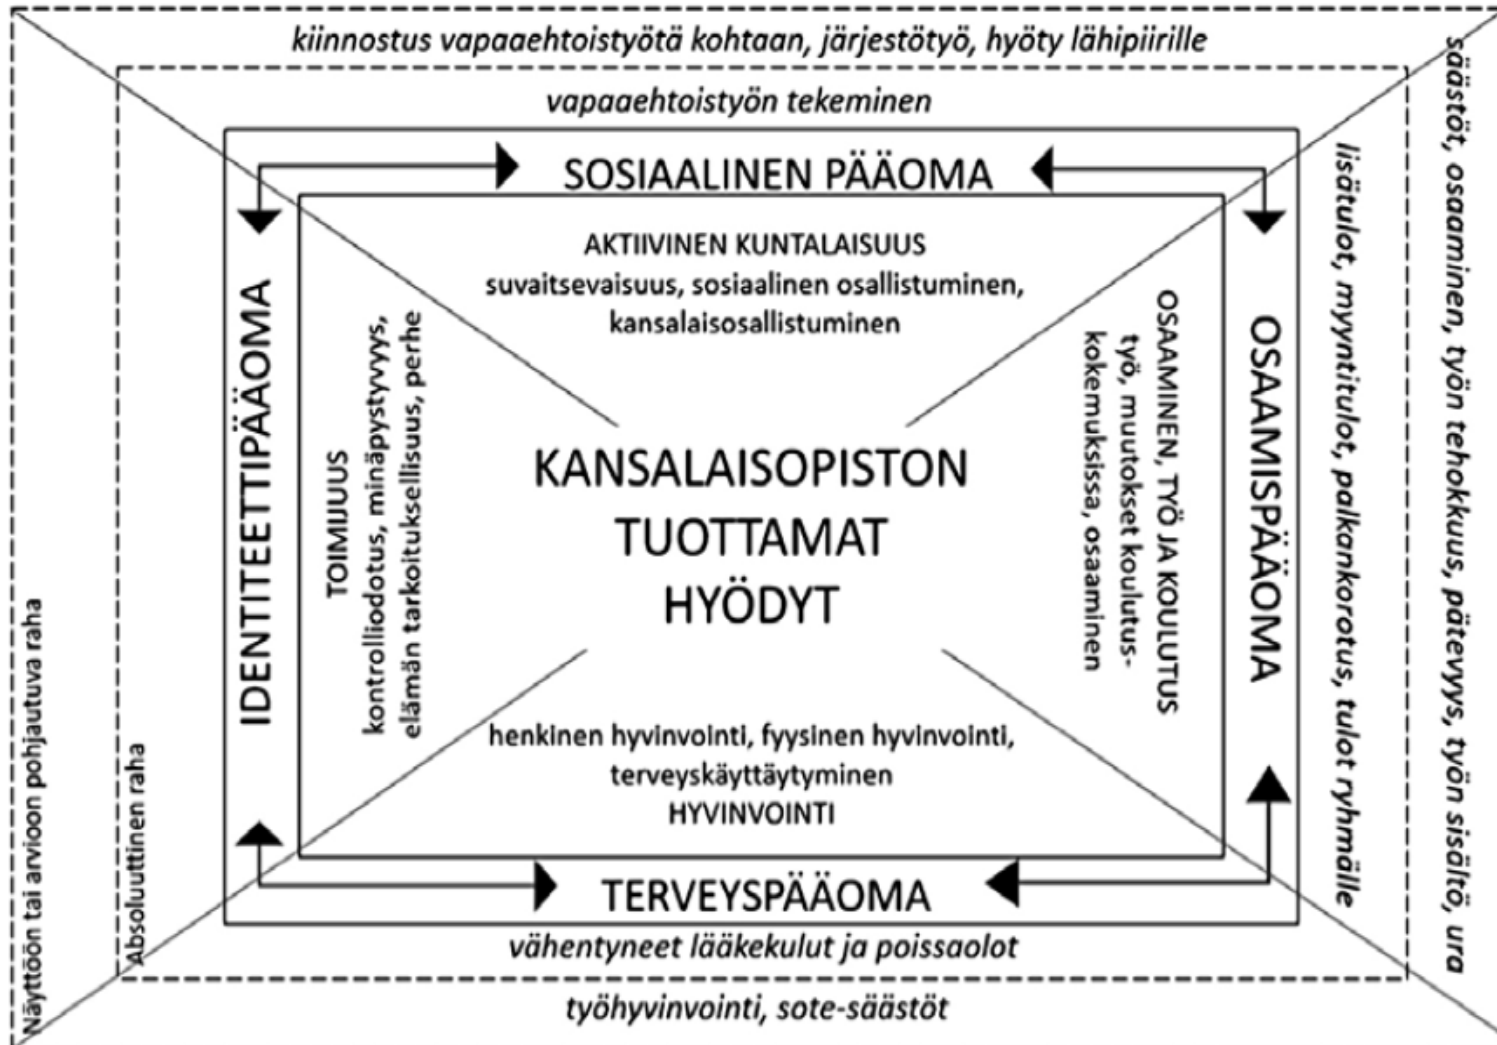 kiinnostus vapaaehtoistyötä kohtaan, järjestötyö, hyöty lähipiirille
vapaaehtoistyön tekeminen
SOSIAALINEN PÄÄOMA
AKTIIVINEN KUNTALAISUUS
suvaitsevaisuus, sosiaalinen osallistuminen,
kansalaisosallistuminen
Näyttöön tai arvioon pohjautuva raha
Absoluuttinen raha
IDENTITEETTIPÄÄOMA
TOIMIJUUS
kontrolliodotus, minäpystyvyys,
elämän tarkoituksellisuus, perhe
KANSALAISOPISTON
TUOTTAMAT
HYÖDYT
OSAAMINEN, TYÖ JA KOULUTUS
työ, muutokset koulutus-
kokemuksissa, osaaminen
OSAAMISPÄÄOMA
lisätulot, myyntitulot, palkankorotus, tulot ryhmälle
säästöt, osaaminen, työn tehokkuus, pätevyys, työn sisältö, ura
henkinen hyvinvointi, fyysinen hyvinvointi,
terveyskäyttäytyminen
HYVINVOINTI
TERVEYSPÄÄOMA
vähentyneet lääkekulut ja poissaolot
työhyvinvointi, sote-säästöt